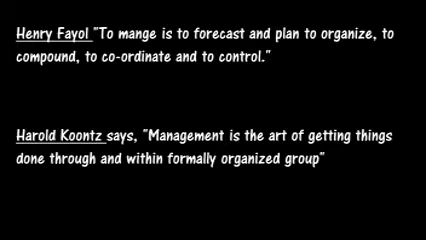 Henry Fayol "To mange is to forecast and plan to organize, to
compound, to co-ordinate and to control."
Harold Koontz says, "Management is the art of getting things
done through and within formally organized group"